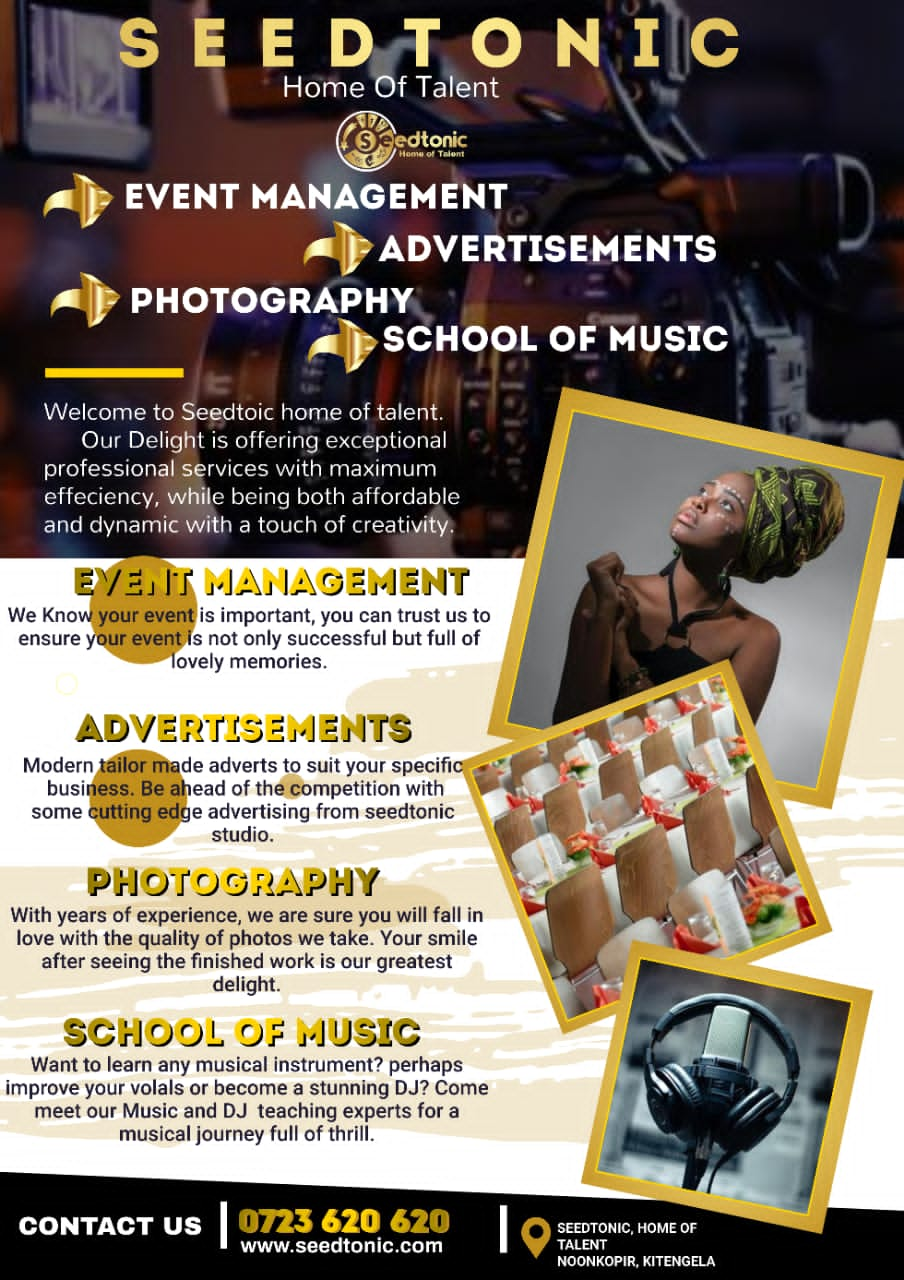 SEEDTONIC
Home Of Talent
Seedtonic
Home of Talent
EVENT MANAGEMENT
ADVERTISEMENTS
PHOTOGRAPHY
SCHOOL OF MUSIC
Welcome to Seedtoic home of talent.
Our Delight is offering exceptional
professional services with maximum
effeciency, while being both affordable
and dynamic with a touch of creativity.
EVENT MANAGEMENT
We Know your event is important, you can trust us to
ensure your event is not only successful but full of
lovely memories.
ADVERTISEMENTS
Modern tailor made adverts to suit your specific
business. Be ahead of the competition with
some cutting edge advertising from seedtonic
studio.
PHOTOGRAPHY
With years of experience, we are sure you will fall in
love with the quality of photos we take. Your smile
after seeing the finished work is our greatest
delight.
SCHOOL OF MUSIC
Want to learn any musical instrument? perhaps
improve your volals or become a stunning DJ? Come
meet our Music and DJ teaching experts for a
musical journey full of thrill.
CONTACT US
0723 620 620
www.seedtonic.com
SEEDTONIC, HOME OF
TALENT
NOONKOPIR, KITENGELA